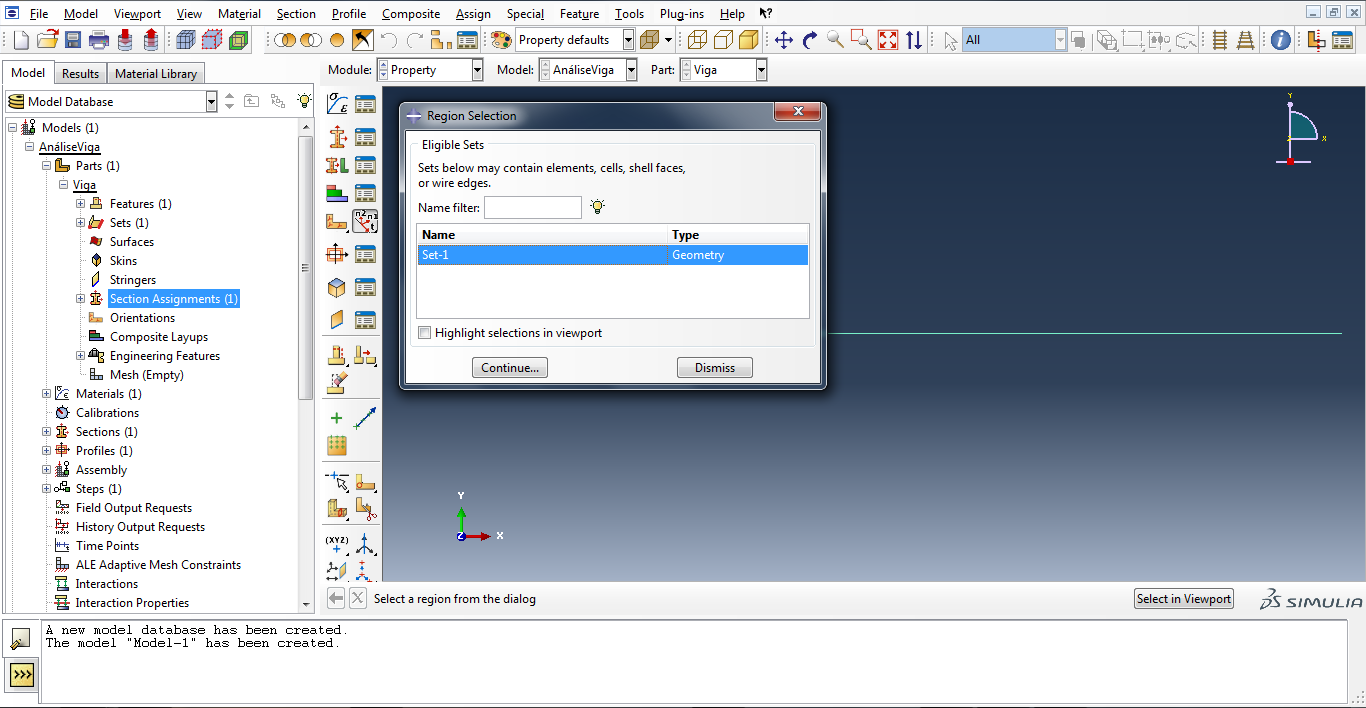 File Model Viewport View Material Section Profile Composite Assign Special Feature Tools Plug-ins Help
Property defaults All
Model Results Material Library
Module: Property Model: AnáliseViga Part: Viga
Model Database
Models (1)
AnáliseViga
Parts (1)
Viga
Features (1)
Sets (1)
Surfaces
Skins
Stringers
Section Assignments (1)
Orientations
Composite Layups
Engineering Features
Mesh (Empty)
Materials (1)
Calibrations
Sections (1)
Profiles (1)
Assembly
Steps (1)
Field Output Requests
History Output Requests
Time Points
ALE Adaptive Mesh Constraints
Interactions
Interaction Properties
(XYZ)
Region Selection
Eligible Sets
Sets below may contain elements, cells, shell faces,
or wire edges.
Name filter:
Name Type
Set-1 Geometry
Highlight selections in viewport
Continue... Dismiss
Y
X
Z
Y
X
Z
Select a region from the dialog
Select in Viewport
SIMULIA
A new model database has been created.
The model "Model-1" has been created.
>>>